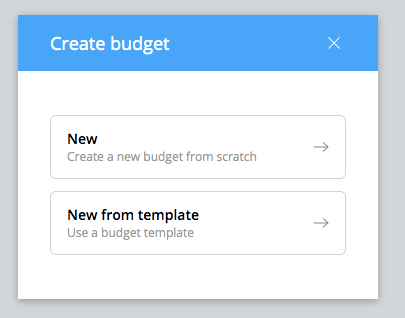 Create budget
New
Create a new budget from scratch
New from template
Use a budget template